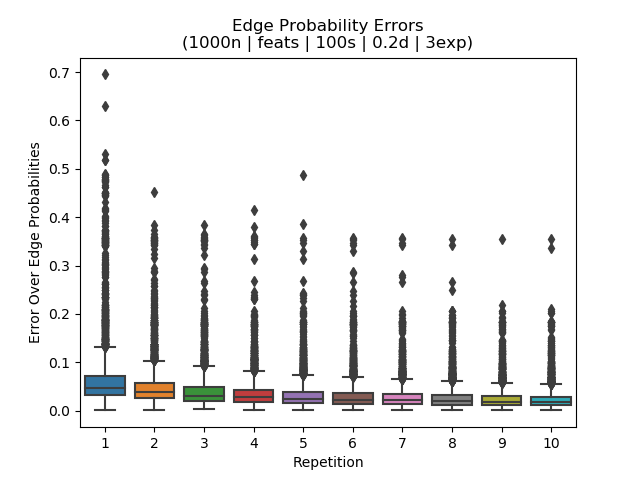 Edge Probability Errors
(1000n | feats | 100s | 0.2d | 3exp)
Error Over Edge Probabilities
0.7
0.6
0.5
0.4
0.3
0.2
0.1
0.0
1 2 3 4 5 6 7 8 9 10
Repetition